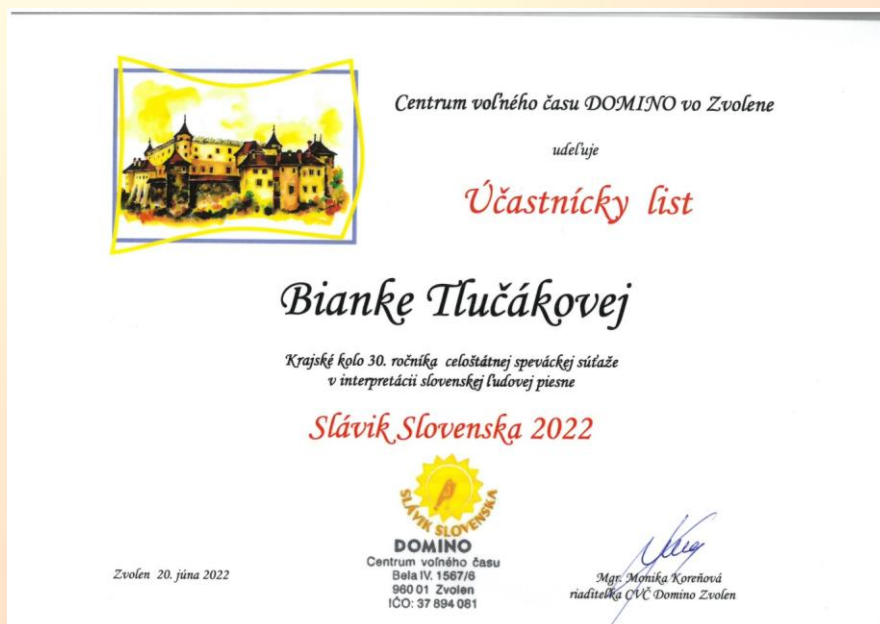 Centrum voľného času DOMINO vo Zvolene
udeľuje
Účastnícky list
Bianke Tlučákovej
Krajské kolo 30. ročníka celoštátnej speváckej súťaže
v interpretácii slovenskej ľudovej piesne
Slávik Slovenska 2022
SLÁVIK SLOVENSKA
DOMINO
Centrum voľného času
Bela IV. 1567/6
960 01 Zvolen
IČO: 37 894 081
Zvolen 20. júna 2022
Mgr. Monika Koreňová
riaditeľka CVČ Domino Zvolen